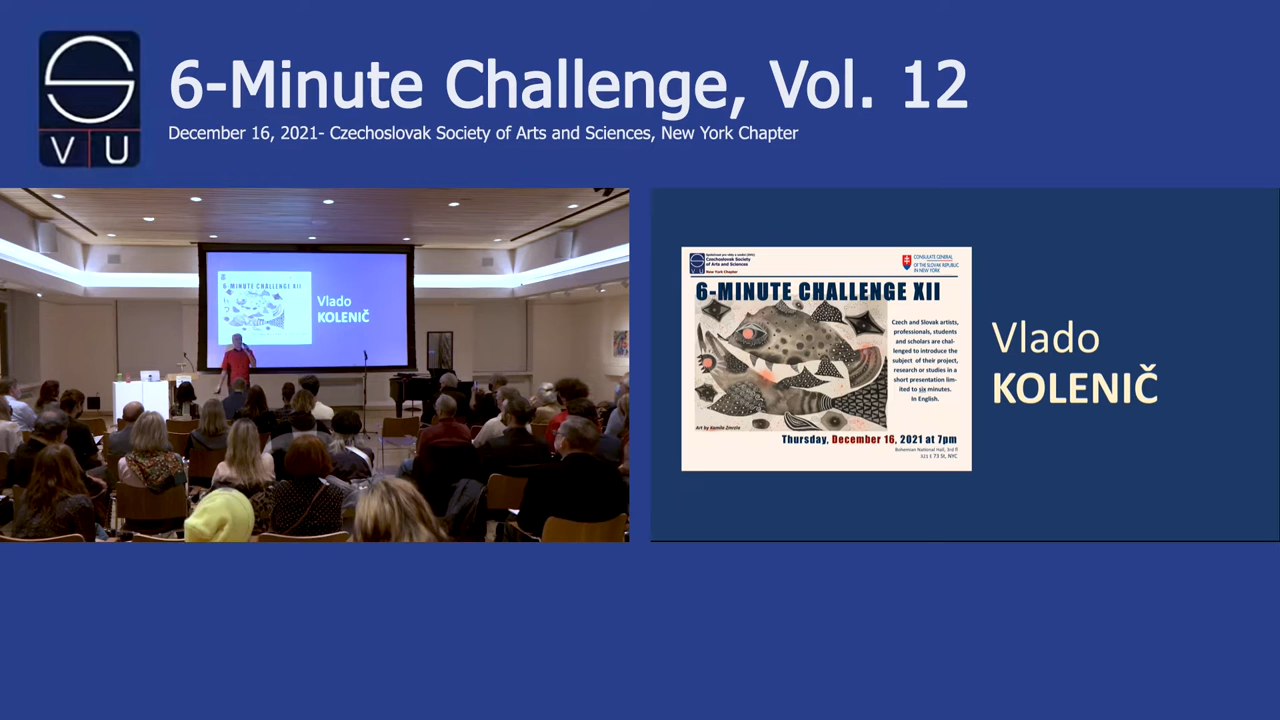 S
V U
6-Minute Challenge, Vol. 12
December 16, 2021- Czechoslovak Society of Arts and Sciences, New York Chapter
6-MINUTE CHALLENGE XII
Vlado
KOLENIČ
Czechoslovak Society
of Arts and Sciences
New York Chapter
CONSULATE GENERAL
OF THE SLOVAK REPUBLIC
IN NEW YORK
6-MINUTE CHALLENGE XII
Czech and Slovak artists,
professionals, students
and scholars are chal-
lenged to introduce the
subject of their project,
research or studies in a
short presentation lim-
ited to six minutes.
In English.
Art by Kamila Zmrzla
Thursday, December 16, 2021 at 7pm
Bohemian National Hall, 3rd fl
321 E 73 St, NYC
Vlado
KOLENIČ